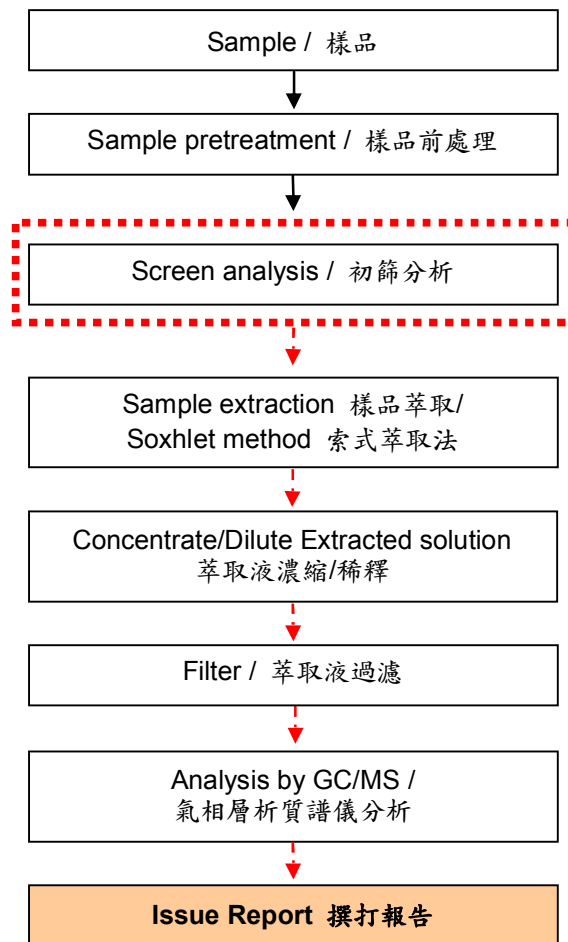 Sample / 樣品
Sample pretreatment / 樣品前處理
Screen analysis / 初篩分析
Sample extraction 樣品萃取/
Soxhlet method 索式萃取法
Concentrate/Dilute Extracted solution
萃取液濃縮/稀釋
Filter / 萃取液過濾
Analysis by GC/MS /
氣相層析質譜儀分析
Issue Report 撰打報告